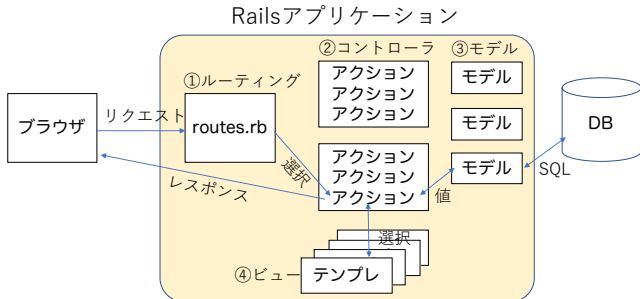 Railsアプリケーション
②コントローラ
③モデル
①ルーティング
アクション
アクション
アクション
モデル
ブラウザ
リクエスト
routes.rb
モデル
DB
選択
アクション
アクション
アクション
モデル
レスポンス
値
SQL
選択
④ビュー
テンプレ